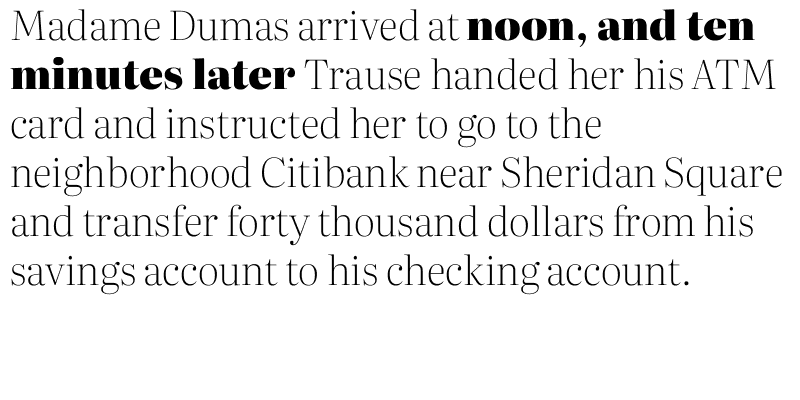 Madame Dumas arrived at noon, and ten
minutes later Trause handed her his ATM
card and instructed her to go to the
neighborhood Citibank near Sheridan Square
and transfer forty thousand dollars from his
savings account to his checking account.